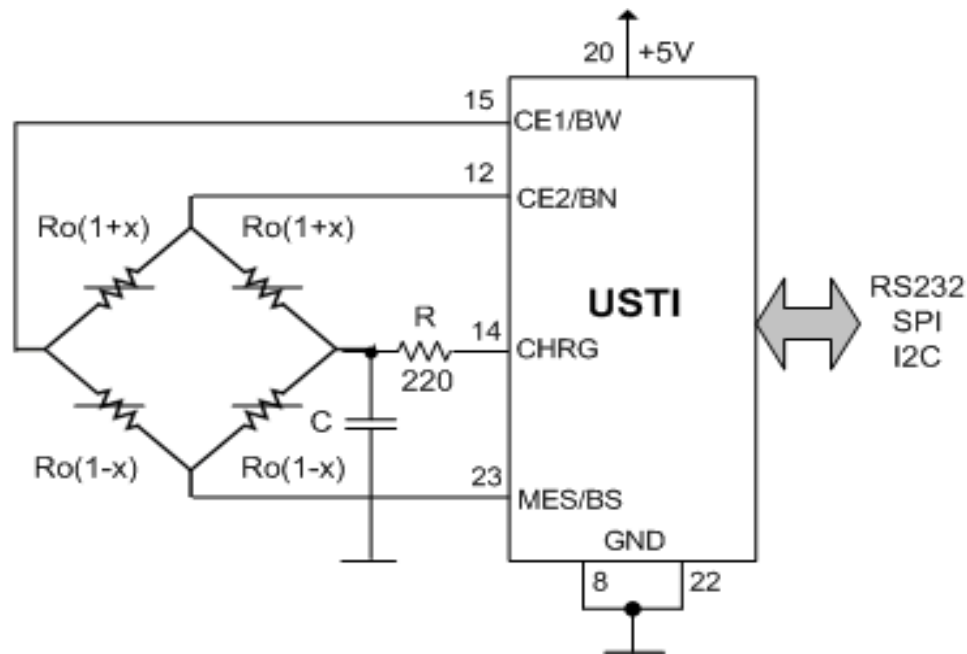 20
+5V
15
CE1/BW
12
CE2/BN
Ro(1+x)
Ro(1+x)
USTI
RS232
SPI
I2C
R
14
CHRG
220
C
Ro(1-x)
Ro(1-x)
23
MES/BS
GND
8
22